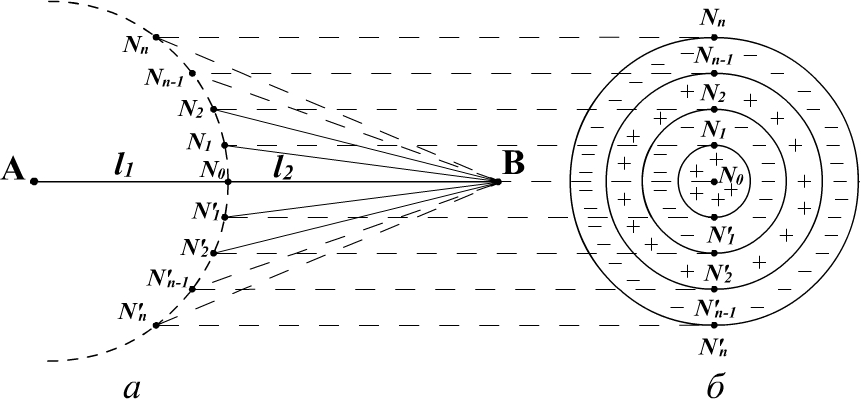 Nn Nn
Nn-1 Nn-1
N2 N2
N1 N1
A l1 N0 l2 B N0
N'1 N'1
N'2 N'2
N'n-1 N'n-1
N'n N'n
а б